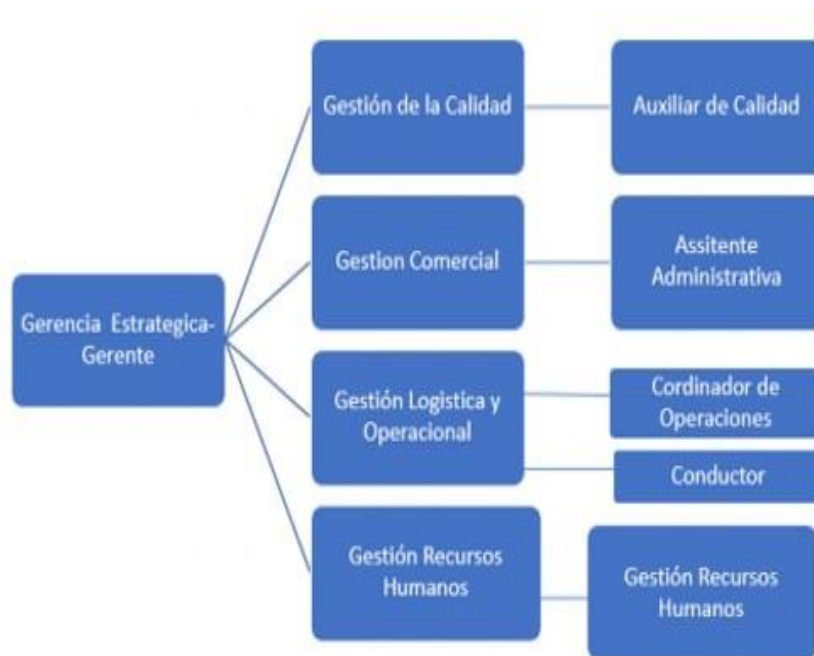 Gestión de la Calidad
Auxiliar de Calidad
Gestion Comercial
Assitente
Administrativa
Gerencia Estrategica-
Gerente
Gestión Logistica y
Operacional
Cordinador de
Operaciones
Conductor
Gestión Recursos
Humanos
Gestión Recursos
Humanos